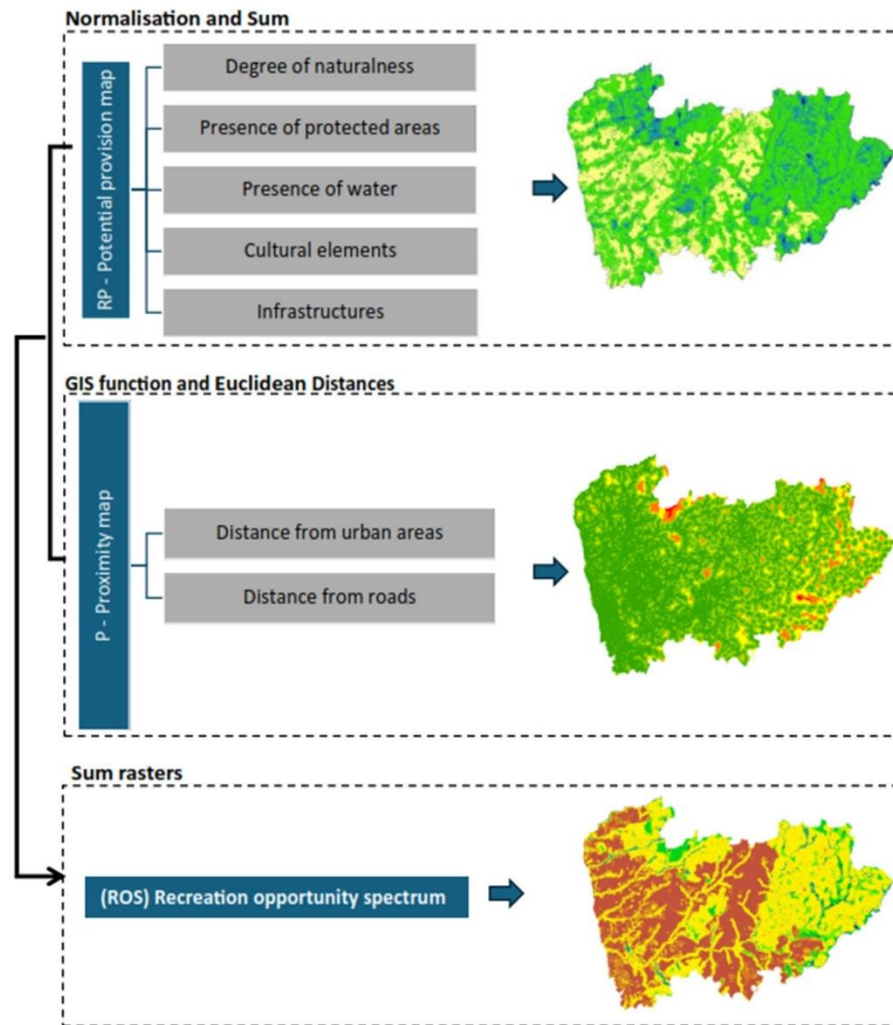 Normalisation and Sum
RP - Potential provision map
Degree of naturalness
Presence of protected areas
Presence of water
Cultural elements
Infrastructures
GIS function and Euclidean Distances
P - Proximity map
Distance from urban areas
Distance from roads
Sum rasters
(ROS) Recreation opportunity spectrum